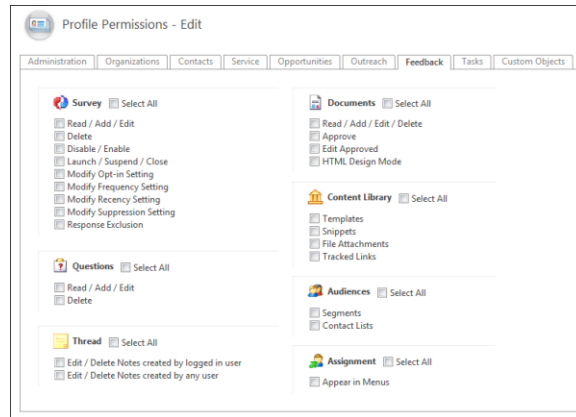 Profile Permissions - Edit
Administration Organizations Contacts Service Opportunities Outreach Feedback Tasks Custom Objects
Survey Select All
Read / Add / Edit
Delete
Disable / Enable
Launch / Suspend / Close
Modify Opt-in Setting
Modify Frequency Setting
Modify Recency Setting
Modify Suppression Setting
Response Exclusion
Questions Select All
Read / Add / Edit
Delete
Thread Select All
Edit / Delete Notes created by logged in user
Edit / Delete Notes created by any user
Documents Select All
Read / Add / Edit / Delete
Approve
Edit Approved
HTML Design Mode
Content Library Select All
Templates
Snippets
File Attachments
Tracked Links
Audiences Select All
Segments
Contact Lists
Assignment Select All
Appear in Menus